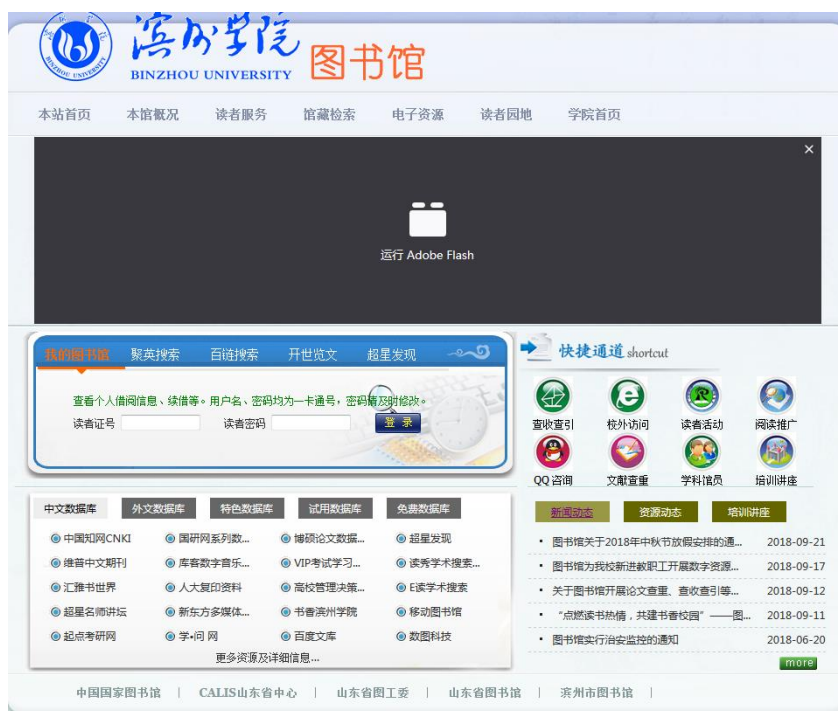 滨州学院
BINZHOU UNIVERSITY
图书馆
本站首页 本馆概况 读者服务 馆藏检索 电子资源 读者园地 学院首页
×
运行 Adobe Flash
我的图书馆 聚英搜索 百链搜索 开世览文 超星发现
查看个人借阅信息、续借等。用户名、密码均为一卡通号，密码请及时修改。
读者证号 读者密码 登 录
快捷通道 shortcut
查收查引 校外访问 读者活动 阅读推广
QQ咨询 文献查重 学科馆员 培训讲座
中文数据库 外文数据库 特色数据库 试用数据库 免费数据库
中国知网CNKI 国研网系列数... 博硕论文数据... 超星发现
维普中文期刊 库客数字音乐... VIP考试学习... 读秀学术搜索...
汇雅书世界 人大复印资料 高校管理决策... E读学术搜索
超星名师讲坛 新东方多媒体... 书香滨州学院 移动图书馆
起点考研网 学•问 网 百度文库 数图科技
更多资源及详细信息...
新闻动态 资源动态 培训讲座
图书馆关于2018年中秋节放假安排的通... 2018-09-21
图书馆为我校新进教职工开展数字资源... 2018-09-17
关于图书馆开展论文查重、查收查引等... 2018-09-12
“点燃读书热情，共建书香校园”——图... 2018-09-11
图书馆实行治安监控的通知 2018-06-20
more
中国国家图书馆 | CALIS山东省中心 | 山东省图工委 | 山东省图书馆 | 滨州市图书馆 |